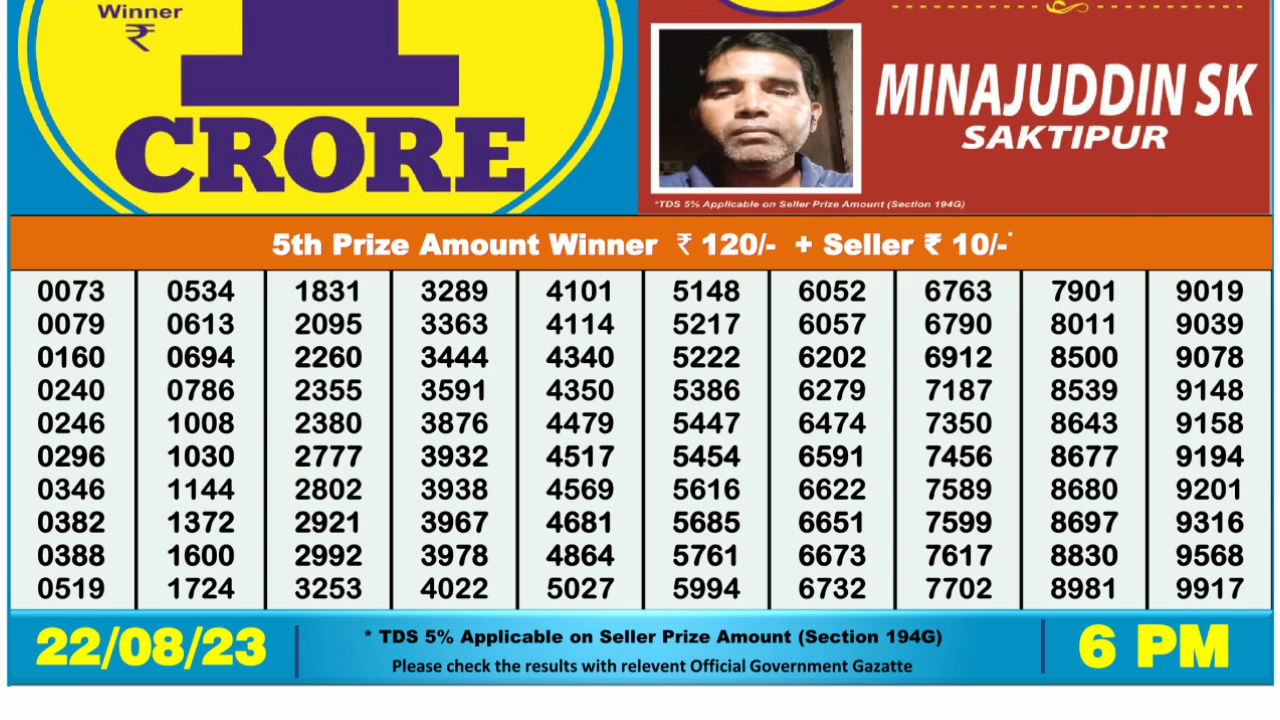 Winner
₹
1
CRORE
MINAJUDDIN SK
SAKTIPUR
*TDS 5% Applicable on Seller Prize Amount (Section 194G)
5th Prize Amount Winner ₹ 120/- + Seller ₹ 10/-*
0073 0534 1831 3289 4101 5148 6052 6763 7901 9019
0079 0613 2095 3363 4114 5217 6057 6790 8011 9039
0160 0694 2260 3444 4340 5222 6202 6912 8500 9078
0240 0786 2355 3591 4350 5386 6279 7187 8539 9148
0246 1008 2380 3876 4479 5447 6474 7350 8643 9158
0296 1030 2777 3932 4517 5454 6591 7456 8677 9194
0346 1144 2802 3938 4569 5616 6622 7589 8680 9201
0382 1372 2921 3967 4681 5685 6651 7599 8697 9316
0388 1600 2992 3978 4864 5761 6673 7617 8830 9568
0519 1724 3253 4022 5027 5994 6732 7702 8981 9917
22/08/23
* TDS 5% Applicable on Seller Prize Amount (Section 194G)
Please check the results with relevent Official Government Gazatte
6 PM